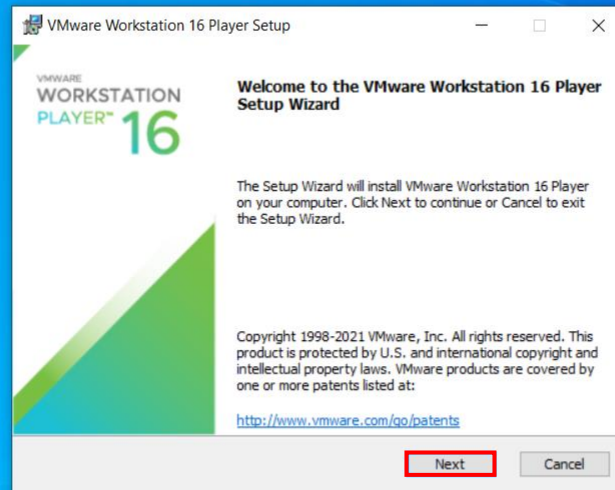 VMware Workstation 16 Player Setup
VMWARE
WORKSTATION
PLAYER™ 16
Welcome to the VMware Workstation 16 Player
Setup Wizard
The Setup Wizard will install VMware Workstation 16 Player
on your computer. Click Next to continue or Cancel to exit
the Setup Wizard.
Copyright 1998-2021 VMware, Inc. All rights reserved. This
product is protected by U.S. and international copyright and
intellectual property laws. VMware products are covered by
one or more patents listed at:
http://www.vmware.com/go/patents
Next Cancel